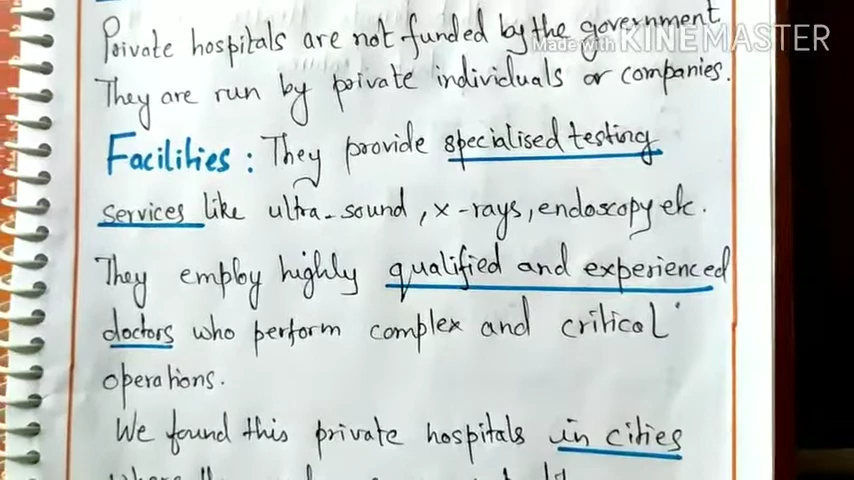 Private hospitals are not funded by the government
Made with KINEMASTER
They are run by private individuals or companies.
Facilities: They provide specialised testing
services like ultra-sound, x-rays, endoscopy etc.
They employ highly qualified and experienced
doctors who perform complex and critical
operations.
We found this private hospitals in cities